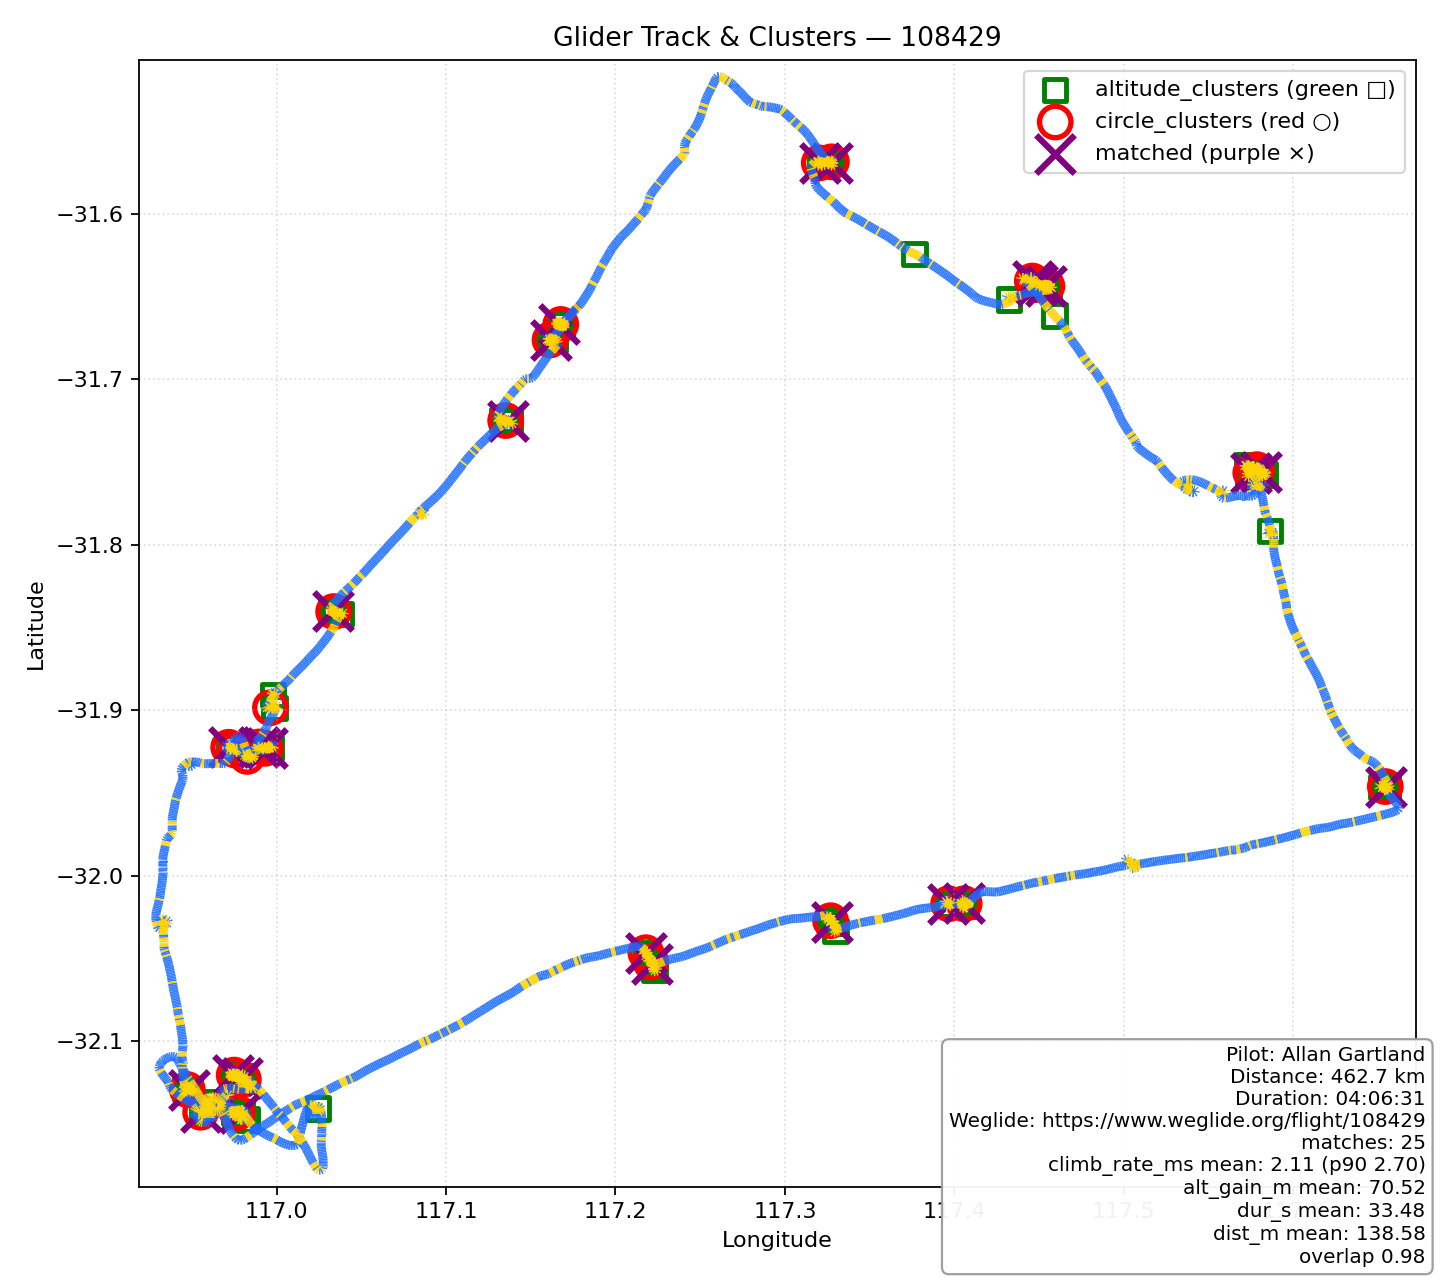 Glider Track & Clusters — 108429
altitude_clusters (green □)
circle_clusters (red ○)
matched (purple ×)
Latitude
−31.6
−31.7
−31.8
−31.9
−32.0
−32.1
117.0
117.1
117.2
117.3
117.4
117.5
Longitude
Pilot: Allan Gartland
Distance: 462.7 km
Duration: 04:06:31
Weglide: https://www.weglide.org/flight/108429
matches: 25
climb_rate_ms mean: 2.11 (p90 2.70)
alt_gain_m mean: 70.52
dur_s mean: 33.48
dist_m mean: 138.58
overlap 0.98